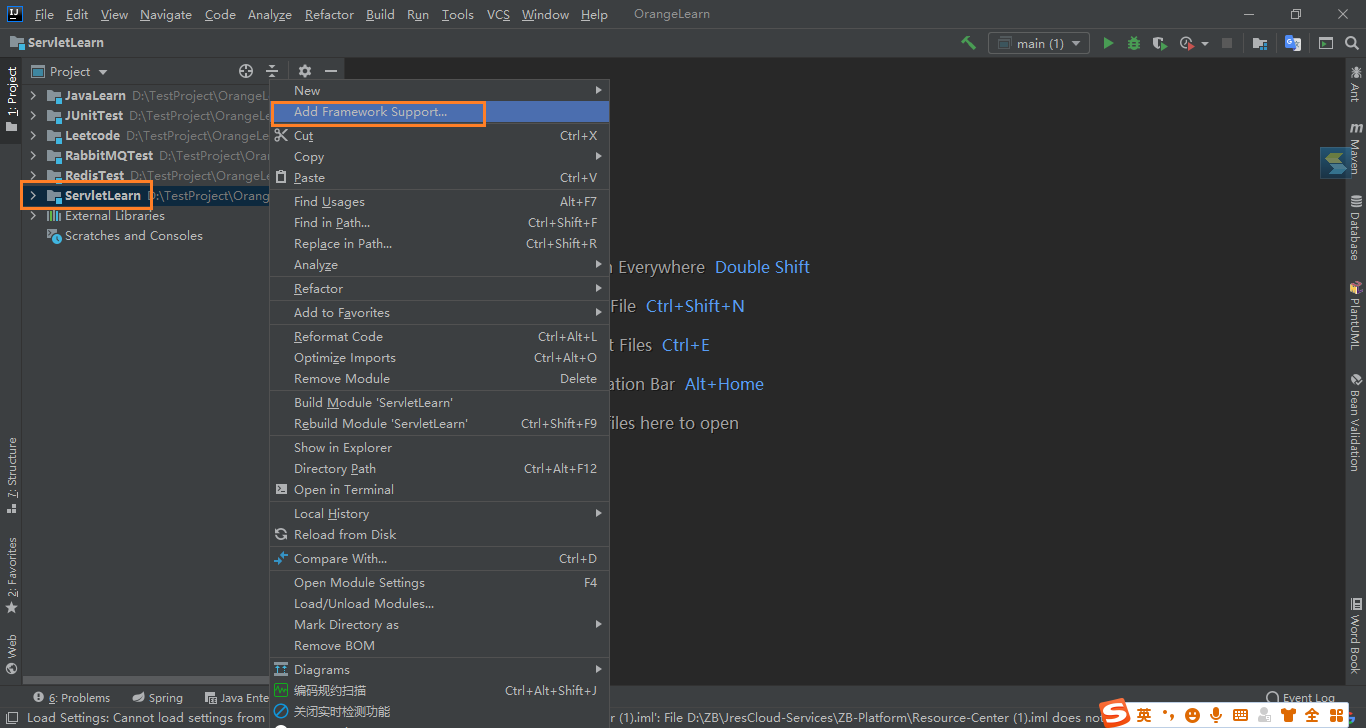 File Edit View Navigate Code Analyze Refactor Build Run Tools VCS Window Help OrangeLearn
ServletLearn
main (1)
1: Project
Project
JavaLearn D:\TestProject\OrangeL
JUnitTest D:\TestProject\OrangeLe
Leetcode D:\TestProject\OrangeLe
RabbitMQTest D:\TestProject\Oran
RedisTest D:\TestProject\OrangeLe
ServletLearn D:\TestProject\Orang
External Libraries
Scratches and Consoles
New
Add Framework Support...
Cut Ctrl+X
Copy
Paste Ctrl+V
Find Usages Alt+F7
Find in Path... Ctrl+Shift+F
Replace in Path... Ctrl+Shift+R
Analyze
Refactor
Add to Favorites
Reformat Code Ctrl+Alt+L
Optimize Imports Ctrl+Alt+O
Remove Module Delete
Build Module 'ServletLearn'
Rebuild Module 'ServletLearn' Ctrl+Shift+F9
Show in Explorer
Directory Path Ctrl+Alt+F12
Open in Terminal
Local History
Reload from Disk
Compare With... Ctrl+D
Open Module Settings F4
Load/Unload Modules...
Mark Directory as
Remove BOM
Diagrams
编码规约扫描 Ctrl+Alt+Shift+J
关闭实时检测功能
Everywhere Double Shift
File Ctrl+Shift+N
t Files Ctrl+E
ation Bar Alt+Home
files here to open
Ant
Maven
Database
PlantUML
Bean Validation
Word Book
7: Structure
2: Favorites
Web
6: Problems Spring Java Ente
Event Log
Load Settings: Cannot load settings from
r (1).iml': File D:\ZB\JresCloud-Services\ZB-Platform\Resource-Center (1).iml does no
英
全